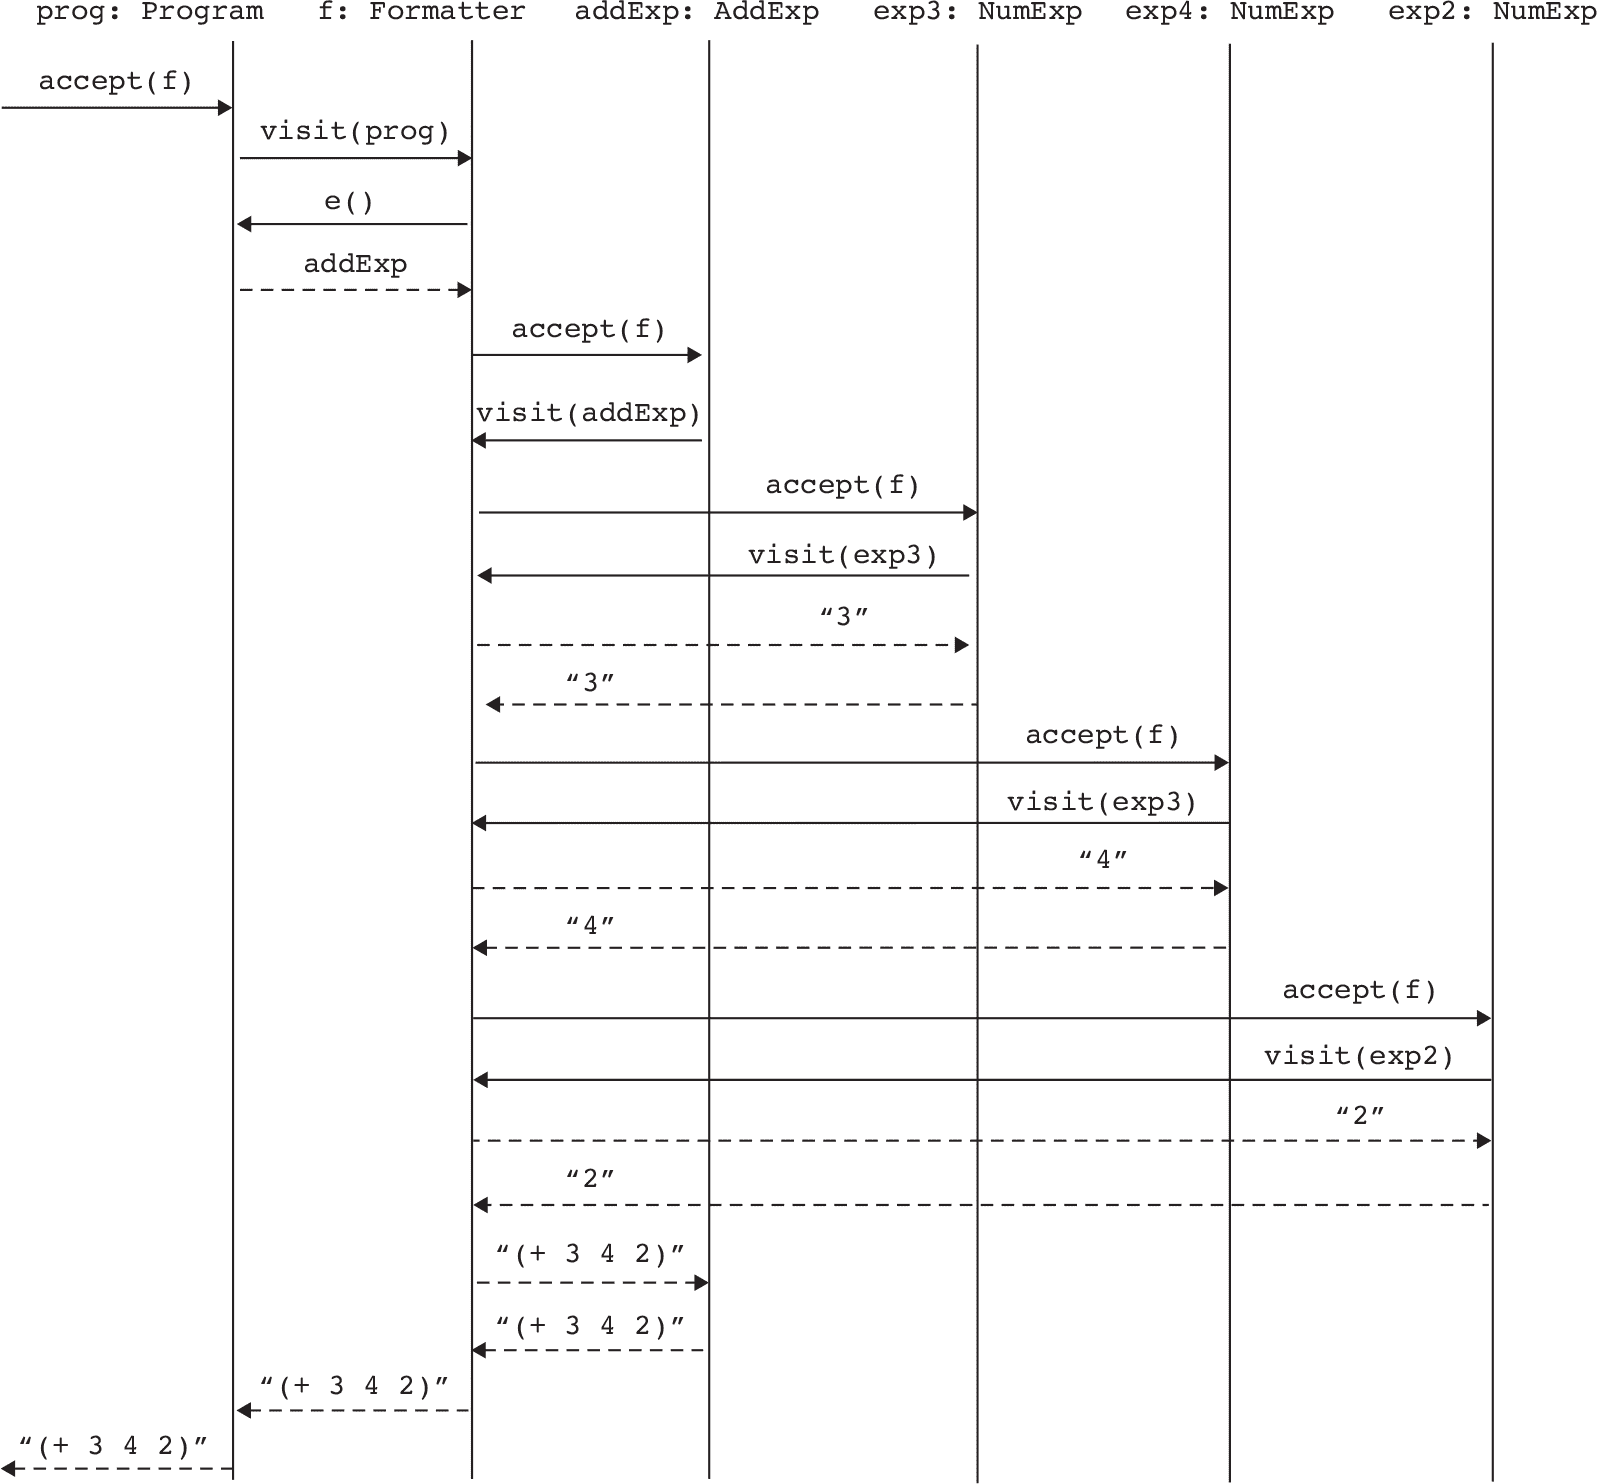 prog: Program f: Formatter addExp: AddExp exp3: NumExp exp4: NumExp exp2: NumExp
accept(f)
visit(prog)
e()
addExp
accept(f)
visit(addExp)
accept(f)
visit(exp3)
“3”
“3”
accept(f)
visit(exp3)
“4”
“4”
accept(f)
visit(exp2)
“2”
“2”
“(+ 3 4 2)”
“(+ 3 4 2)”
“(+ 3 4 2)”
“(+ 3 4 2)”